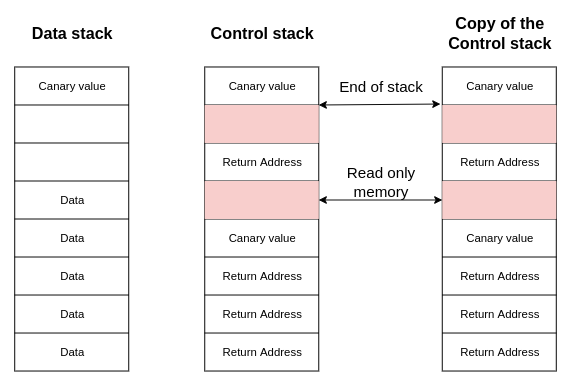 Data stack
Control stack
Copy of the
Control stack
Canary value
Canary value
End of stack
Canary value
Return Address
Read only
memory
Return Address
Data
Data
Canary value
Canary value
Data
Return Address
Return Address
Data
Return Address
Return Address
Data
Return Address
Return Address